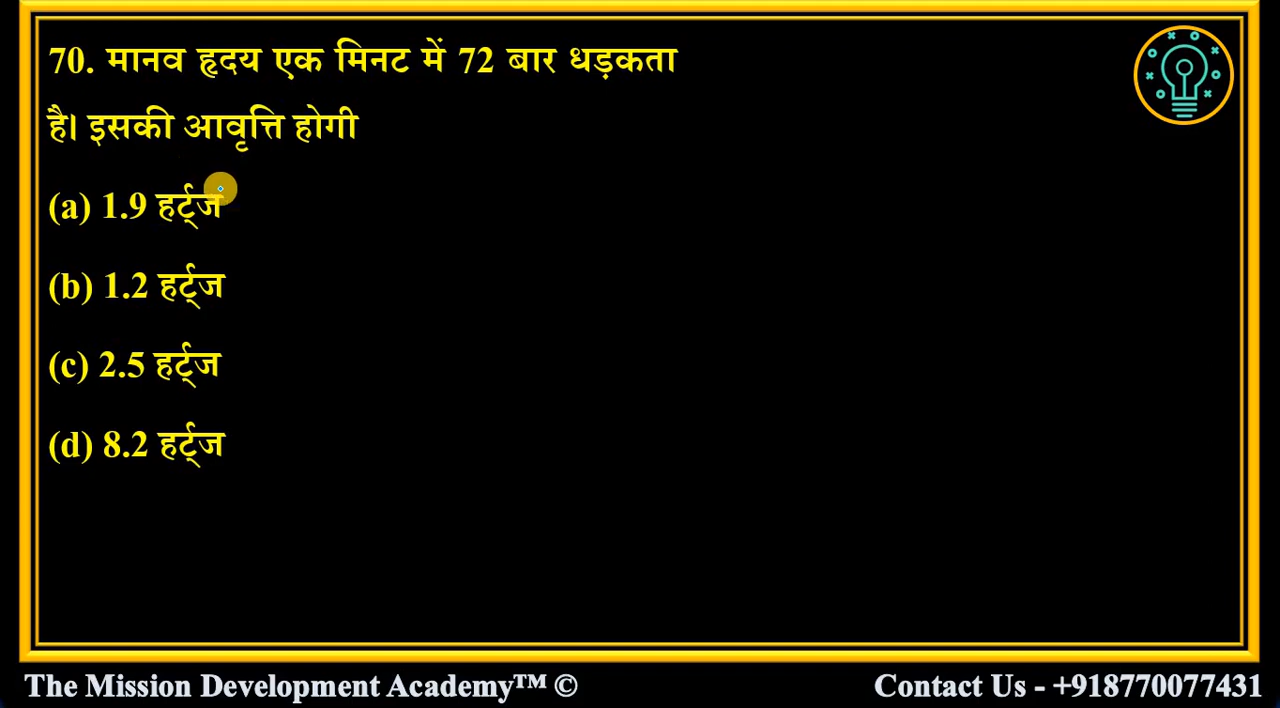 70. मानव हृदय एक मिनट में 72 बार धड़कता
है। इसकी आवृत्ति होगी
(a) 1.9 हर्ट्ज
(b) 1.2 हर्ट्ज
(c) 2.5 हर्ट्ज
(d) 8.2 हर्ट्ज
The Mission Development Academy™ ©
Contact Us - +918770077431